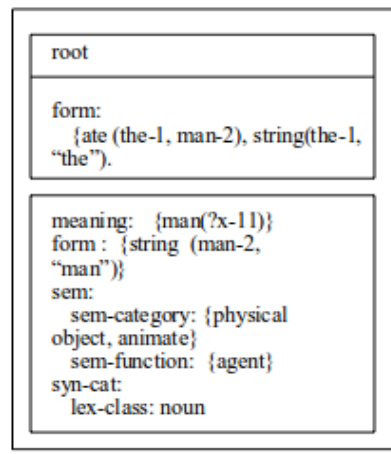 root
form:
{ate (the-1, man-2), string(the-1,
“the”).
meaning: {man(?x-11)}
form : {string (man-2,
“man”)}
sem:
sem-category: {physical
object, animate}
sem-function: {agent}
syn-cat:
lex-class: noun